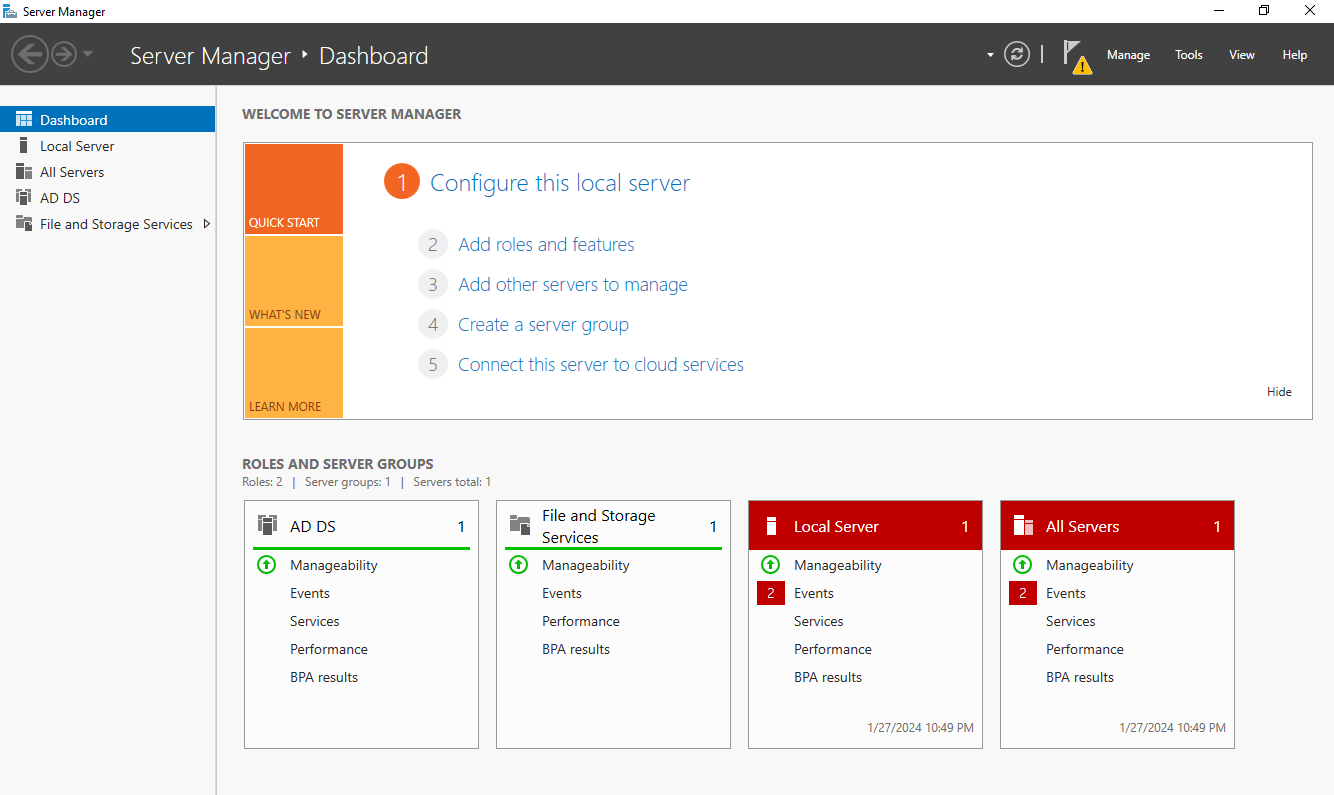 Server Manager
Server Manager ‣ Dashboard
Manage Tools View Help
Dashboard
Local Server
All Servers
AD DS
File and Storage Services
WELCOME TO SERVER MANAGER
QUICK START
WHAT'S NEW
LEARN MORE
1 Configure this local server
2 Add roles and features
3 Add other servers to manage
4 Create a server group
5 Connect this server to cloud services
Hide
ROLES AND SERVER GROUPS
Roles: 2 | Server groups: 1 | Servers total: 1
AD DS 1
Manageability
Events
Services
Performance
BPA results
File and Storage
Services 1
Manageability
Events
Performance
BPA results
Local Server 1
Manageability
2 Events
Services
Performance
BPA results
1/27/2024 10:49 PM
All Servers 1
Manageability
2 Events
Services
Performance
BPA results
1/27/2024 10:49 PM